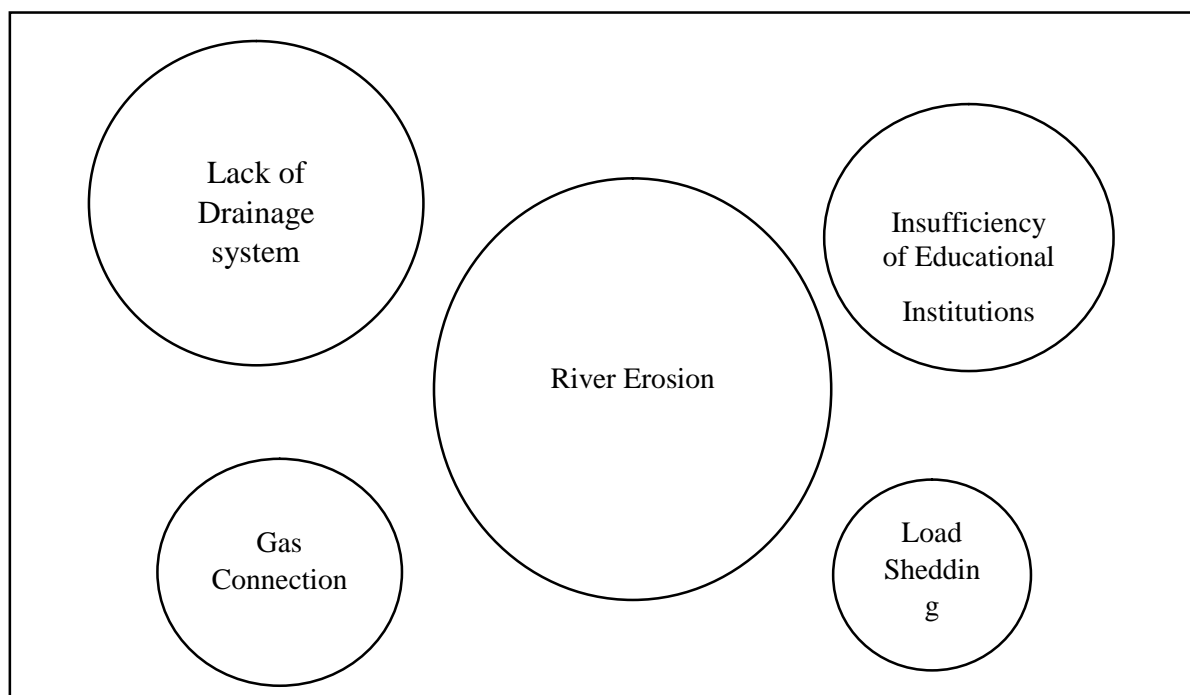 Lack of
Drainage
system
Insufficiency
of Educational
Institutions
River Erosion
Gas
Connection
Load
Sheddin
g